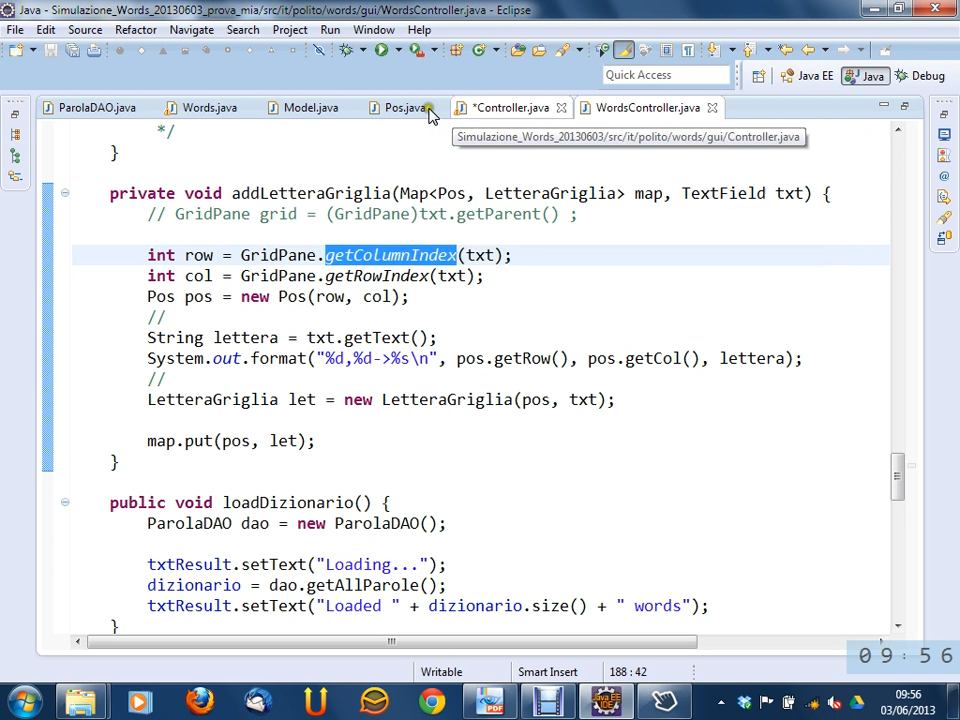 Java - Simulazione_Words_20130603_prova_mia/src/it/polito/words/gui/WordsController.java - Eclipse
File Edit Source Refactor Navigate Search Project Run Window Help
Quick Access
Java EE Java Debug
ParolaDAO.java Words.java Model.java Pos.java *Controller.java WordsController.java
Simulazione_Words_20130603/src/it/polito/words/gui/Controller.java
*/
}
private void addLetteraGriglia(Map<Pos, LetteraGriglia> map, TextField txt) {
// GridPane grid = (GridPane)txt.getParent() ;
int row = GridPane.getColumnIndex(txt);
int col = GridPane.getRowIndex(txt);
Pos pos = new Pos(row, col);
//
String lettera = txt.getText();
System.out.format("%d,%d->%s\n", pos.getRow(), pos.getCol(), lettera);
//
LetteraGriglia let = new LetteraGriglia(pos, txt);
map.put(pos, let);
}
public void loadDizionario() {
ParolaDAO dao = new ParolaDAO();
txtResult.setText("Loading...");
dizionario = dao.getAllParole();
txtResult.setText("Loaded " + dizionario.size() + " words");
}
09:56
Writable Smart Insert 188 : 42
PDF
Java EE
IDE
09:56
03/06/2013